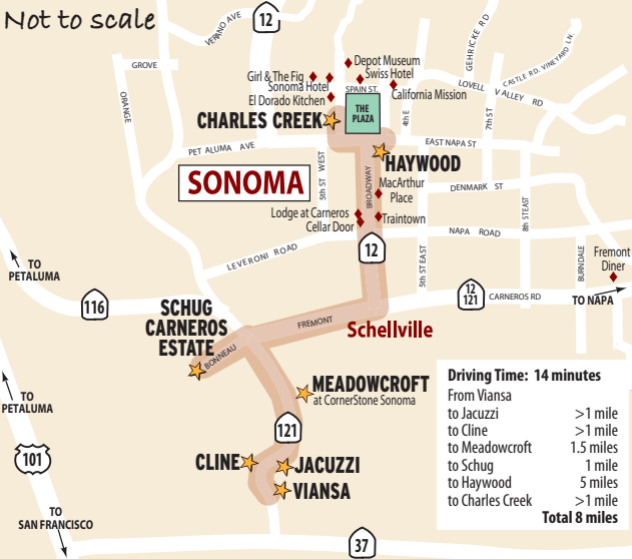 Not to scale
VERANO AVE
12
GEHRICKE RD
CASTLE RD. VINEYARD LN.
GROVE
Depot Museum
Girl & The Fig
Swiss Hotel
Sonoma Hotel
SPAIN ST.
LOVELL VALLEY RD
El Dorado Kitchen
California Mission
ORANGE
THE
PLAZA
CHARLES CREEK
4th E
7th ST
PETALUMA AVE
EAST NAPA ST
5th ST WEST
HAYWOOD
SONOMA
BROADWAY
MacArthur
Place
DENMARK ST
Lodge at Carneros
Cellar Door
Traintown
8th ST EAST
NAPA ROAD
LEVERONI ROAD
12
5th ST EAST
BURNDALE
Fremont
Diner
TO
PETALUMA
116
12
121
CARNEROS RD
TO NAPA
SCHUG
CARNEROS
ESTATE
FREMONT
Schellville
BONNEAU
TO
PETALUMA
MEADOWCROFT
at CornerStone Sonoma
121
101
CLINE
JACUZZI
VIANSA
TO
SAN FRANCISCO
37
Driving Time: 14 minutes
From Viansa
to Jacuzzi >1 mile
to Cline >1 mile
to Meadowcroft 1.5 miles
to Schug 1 mile
to Haywood 5 miles
to Charles Creek >1 mile
Total 8 miles